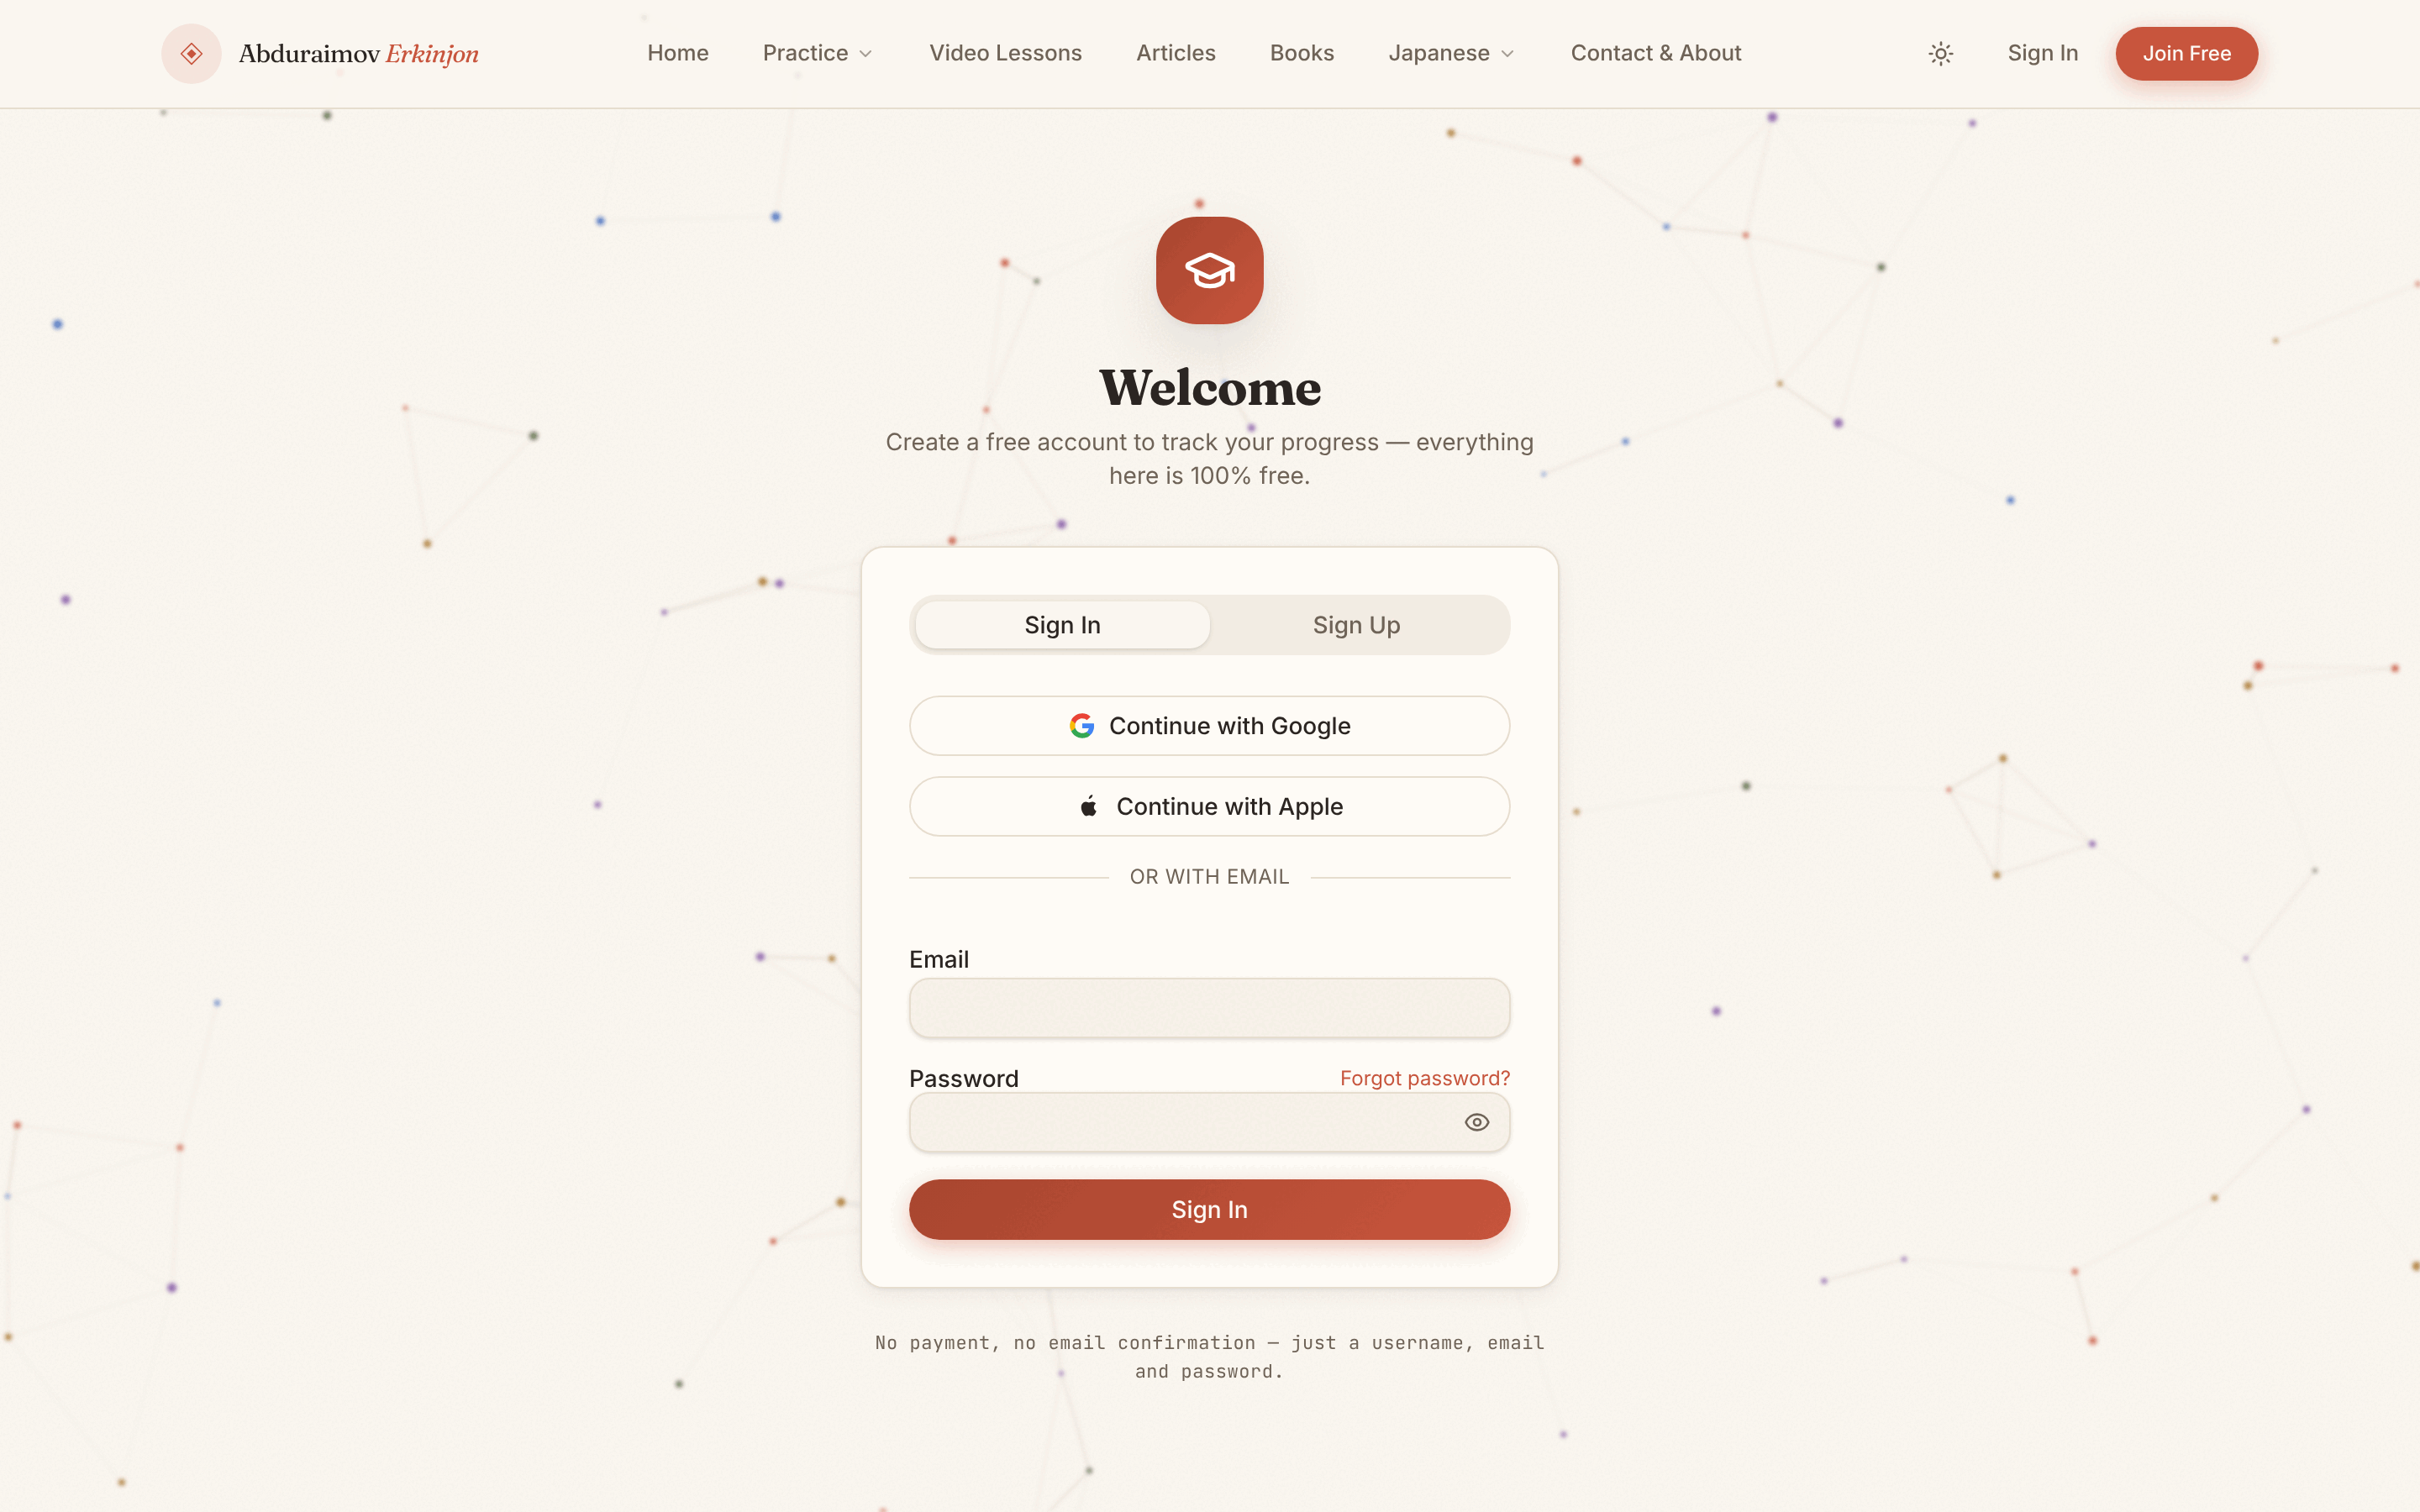 Abduraimov Erkinjon
Home Practice Video Lessons Articles Books Japanese Contact & About Sign In Join Free
Welcome
Create a free account to track your progress — everything
here is 100% free.
Sign In Sign Up
Continue with Google
Continue with Apple
OR WITH EMAIL
Email
Password Forgot password?
Sign In
No payment, no email confirmation — just a username, email
and password.